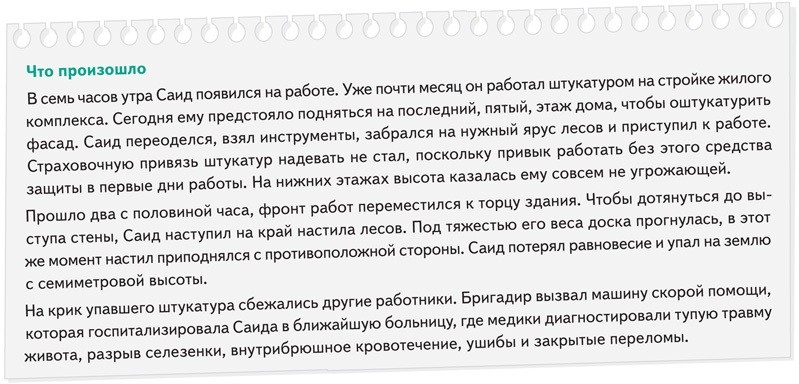 Что произошло
В семь часов утра Саид появился на работе. Уже почти месяц он работал штукатуром на стройке жилого
комплекса. Сегодня ему предстояло подняться на последний, пятый, этаж дома, чтобы оштукатурить
фасад. Саид переоделся, взял инструменты, забрался на нужный ярус лесов и приступил к работе.
Страховочную привязь штукатур надевать не стал, поскольку привык работать без этого средства
защиты в первые дни работы. На нижних этажах высота казалась ему совсем не угрожающей.
Прошло два с половиной часа, фронт работ переместился к торцу здания. Чтобы дотянуться до вы-
ступа стены, Саид наступил на край настила лесов. Под тяжестью его веса доска прогнулась, в этот
же момент настил приподнялся с противоположной стороны. Саид потерял равновесие и упал на землю
с семиметровой высоты.
На крик упавшего штукатура сбежались другие работники. Бригадир вызвал машину скорой помощи,
которая госпитализировала Саида в ближайшую больницу, где медики диагностировали тупую травму
живота, разрыв селезенки, внутрибрюшное кровотечение, ушибы и закрытые переломы.